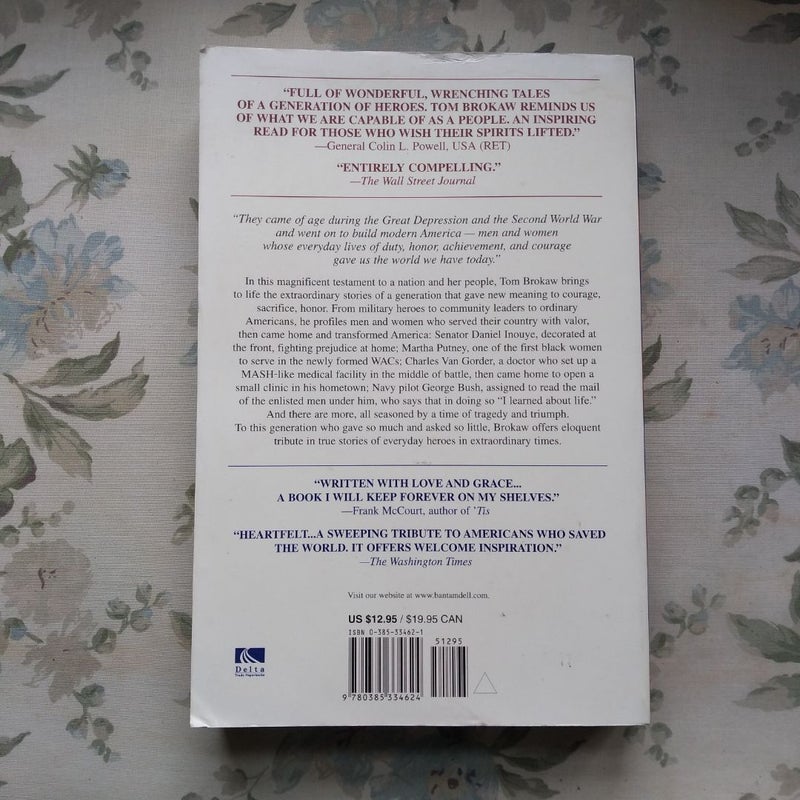 “FULL OF WONDERFUL, WRENCHING TALES
OF A GENERATION OF HEROES. TOM BROKAW REMINDS US
OF WHAT WE ARE CAPABLE OF AS A PEOPLE. AN INSPIRING
READ FOR THOSE WHO WISH THEIR SPIRITS LIFTED.”
—General Colin L. Powell, USA (RET)
“ENTIRELY COMPELLING.”
—The Wall Street Journal
“They came of age during the Great Depression and the Second World War
and went on to build modern America — men and women
whose everyday lives of duty, honor, achievement, and courage
gave us the world we have today.”
In this magnificent testament to a nation and her people, Tom Brokaw brings
to life the extraordinary stories of a generation that gave new meaning to courage,
sacrifice, honor. From military heroes to community leaders to ordinary
Americans, he profiles men and women who served their country with valor,
then came home and transformed America: Senator Daniel Inouye, decorated at
the front, fighting prejudice at home; Martha Putney, one of the first black women
to serve in the newly formed WACs; Charles Van Gorder, a doctor who set up a
MASH-like medical facility in the middle of battle, then came home to open a
small clinic in his hometown; Navy pilot George Bush, assigned to read the mail
of the enlisted men under him, who says that in doing so “I learned about life.”
And there are more, all seasoned by a time of tragedy and triumph.
To this generation who gave so much and asked so little, Brokaw offers eloquent
tribute in true stories of everyday heroes in extraordinary times.
“WRITTEN WITH LOVE AND GRACE...
A BOOK I WILL KEEP FOREVER ON MY SHELVES.”
—Frank McCourt, author of ’Tis
“HEARTFELT...A SWEEPING TRIBUTE TO AMERICANS WHO SAVED
THE WORLD. IT OFFERS WELCOME INSPIRATION.”
—The Washington Times
Visit our website at www.bantamdell.com.
US $12.95 / $19.95 CAN
ISBN 0-385-33462-1
51295
9 780385 334624
Delta
Trade Paperbacks